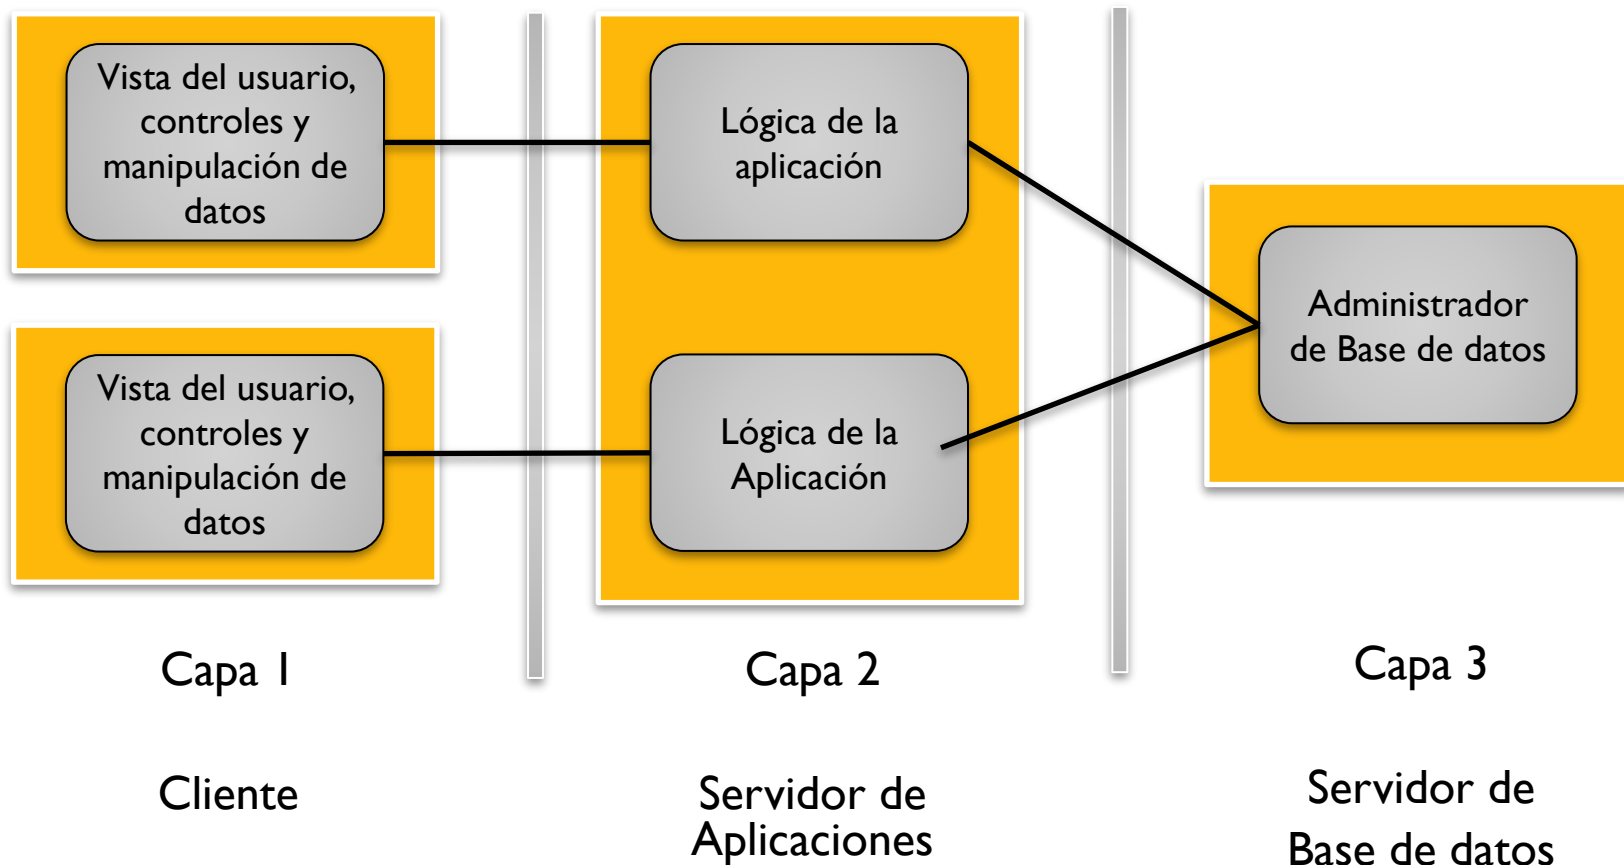 Vista del usuario,
controles y
manipulación de
datos
Lógica de la
aplicación
Administrador
de Base de datos
Vista del usuario,
controles y
manipulación de
datos
Lógica de la
Aplicación
Capa 1
Capa 2
Capa 3
Cliente
Servidor de
Aplicaciones
Servidor de
Base de datos